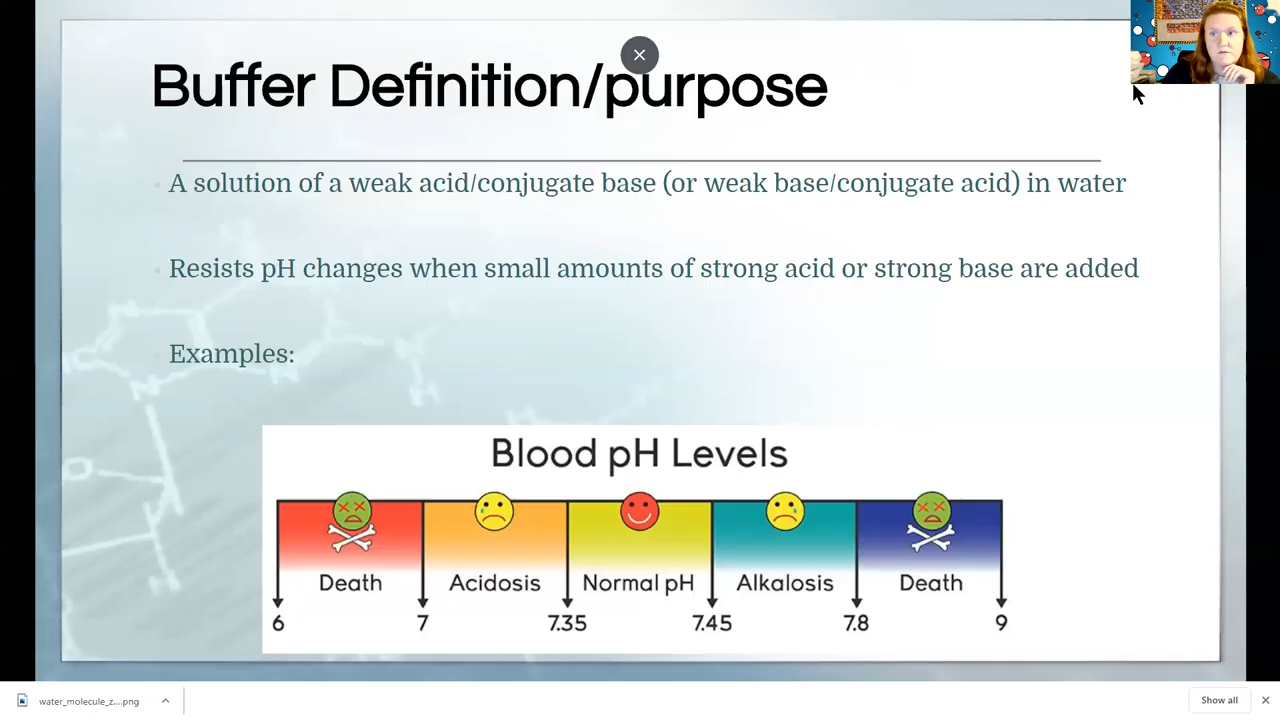 Buffer Definition/purpose
A solution of a weak acid/conjugate base (or weak base/conjugate acid) in water
Resists pH changes when small amounts of strong acid or strong base are added
Examples:
Blood pH Levels
Death Acidosis Normal pH Alkalosis Death
6 7 7.35 7.45 7.8 9
water_molecule_z....png
Show all